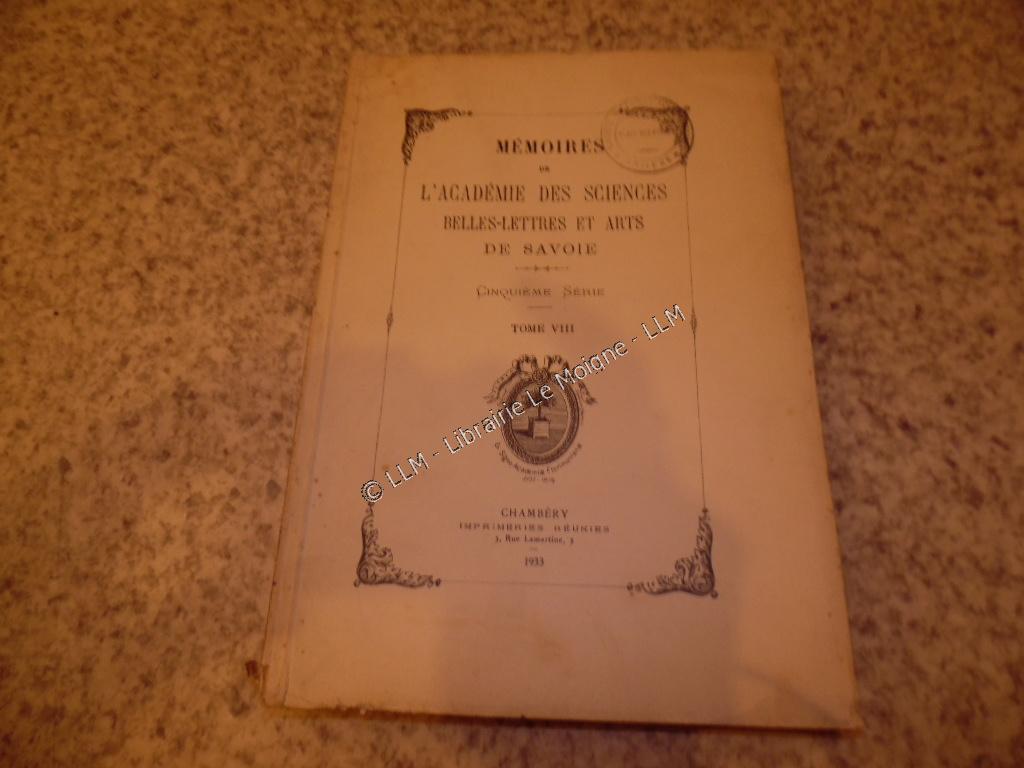 MÉMOIRES
DE
L'ACADÉMIE DES SCIENCES
BELLES-LETTRES ET ARTS
DE SAVOIE
CINQUIÈME SÉRIE
TOME VIII
© LLM - Librairie Le Moigne - LLM
CHAMBÉRY
IMPRIMERIES RÉUNIES
3, Rue Lamartine, 3
1933